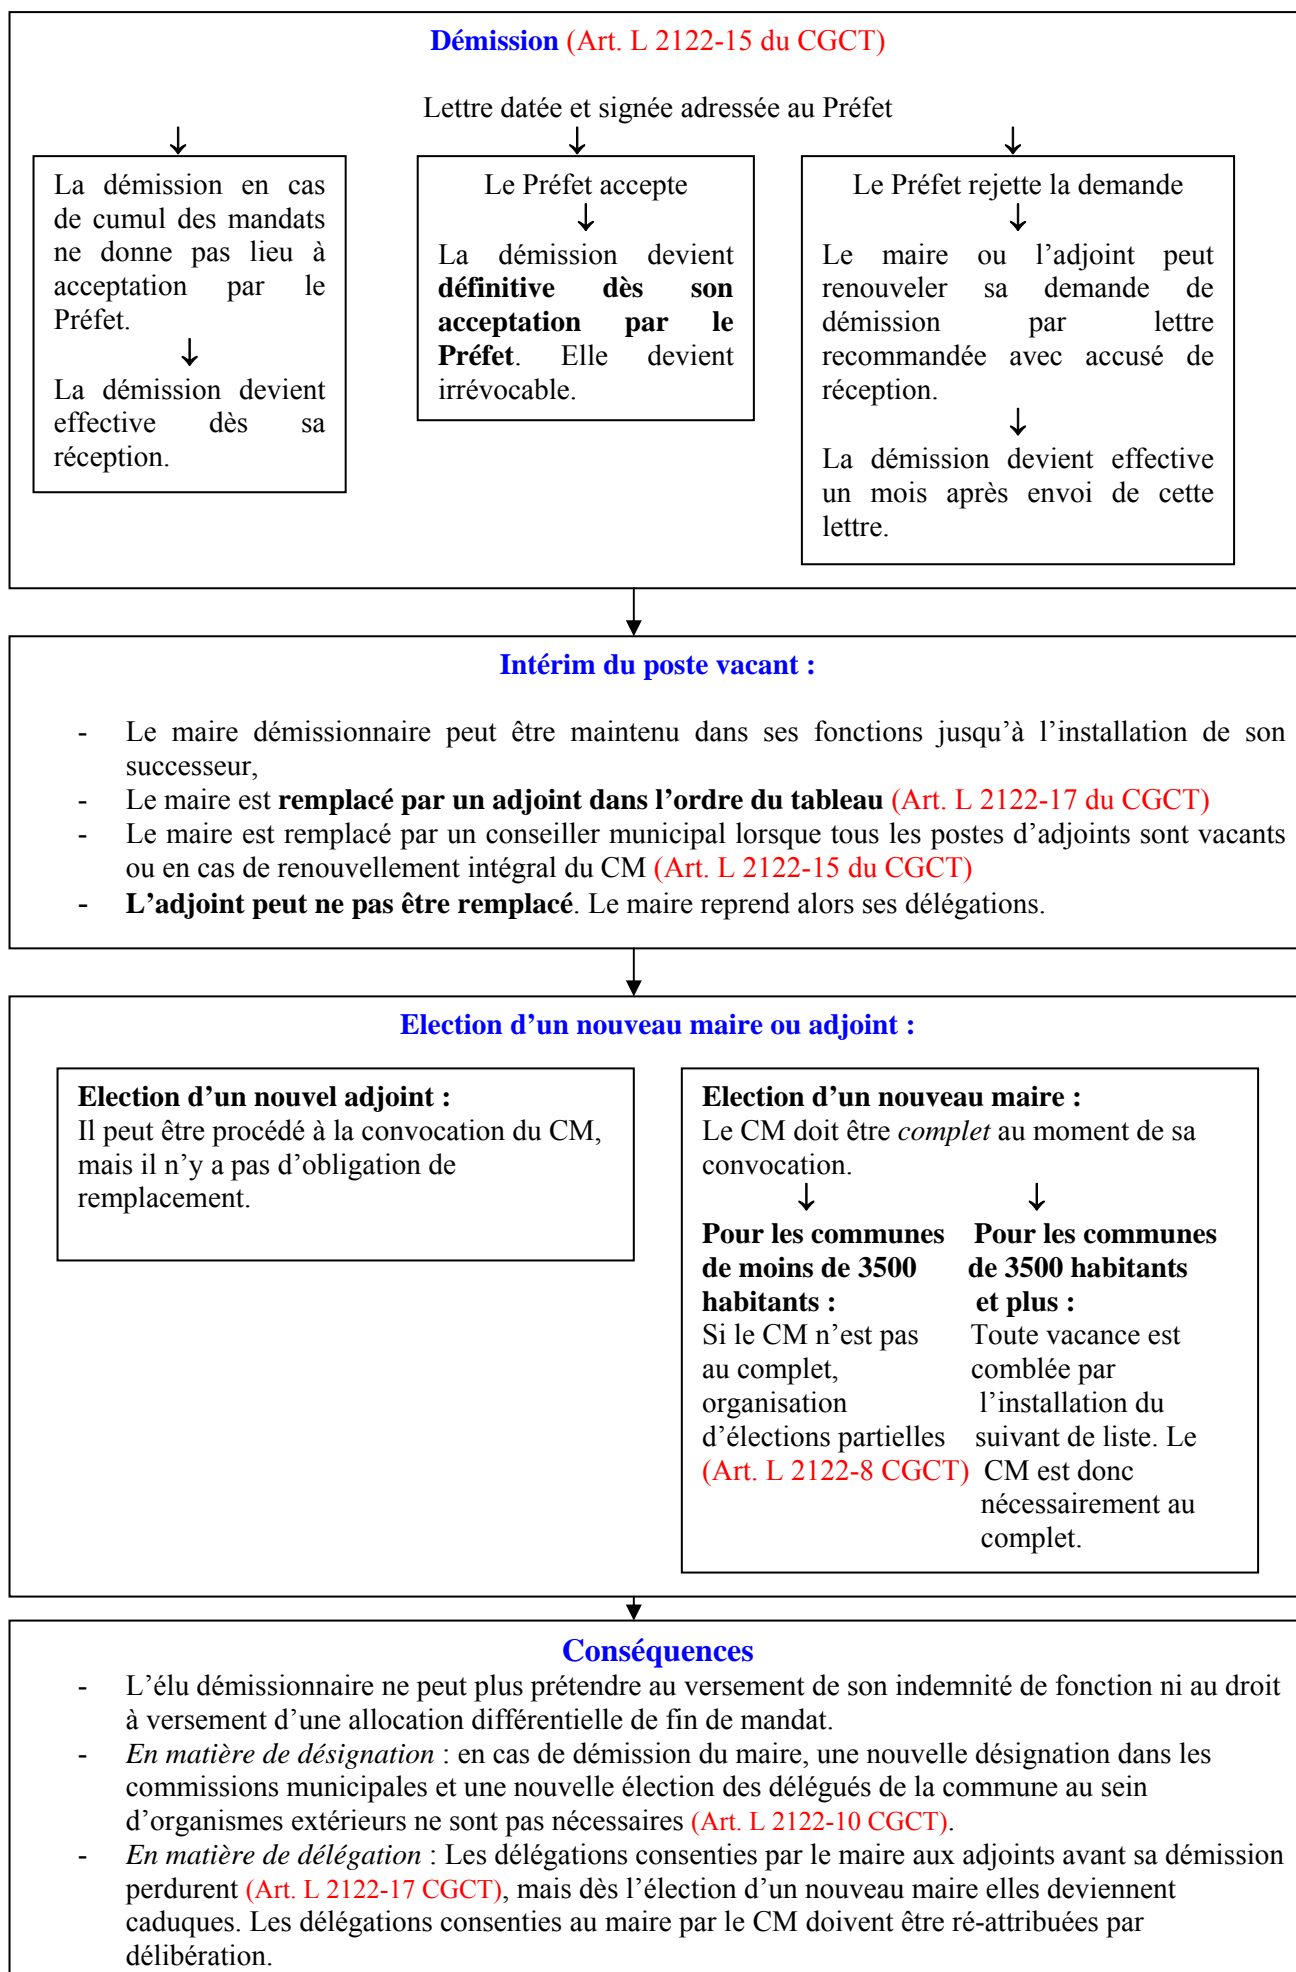 Démission (Art. L 2122-15 du CGCT)
Lettre datée et signée adressée au Préfet
↓ ↓ ↓
La démission en cas
de cumul des mandats
ne donne pas lieu à
acceptation par le
Préfet.
↓
La démission devient
effective dès sa
réception.
Le Préfet accepte
↓
La démission devient
définitive dès son
acceptation par le
Préfet. Elle devient
irrévocable.
Le Préfet rejette la demande
↓
Le maire ou l’adjoint peut
renouveler sa demande de
démission par lettre
recommandée avec accusé de
réception.
↓
La démission devient effective
un mois après envoi de cette
lettre.
Intérim du poste vacant :
- Le maire démissionnaire peut être maintenu dans ses fonctions jusqu’à l’installation de son
successeur,
- Le maire est remplacé par un adjoint dans l’ordre du tableau (Art. L 2122-17 du CGCT)
- Le maire est remplacé par un conseiller municipal lorsque tous les postes d’adjoints sont vacants
ou en cas de renouvellement intégral du CM (Art. L 2122-15 du CGCT)
- L’adjoint peut ne pas être remplacé. Le maire reprend alors ses délégations.
Election d’un nouveau maire ou adjoint :
Election d’un nouvel adjoint :
Il peut être procédé à la convocation du CM,
mais il n’y a pas d’obligation de
remplacement.
Election d’un nouveau maire :
Le CM doit être complet au moment de sa
convocation.
↓ ↓
Pour les communes
de moins de 3500
habitants :
Si le CM n’est pas
au complet,
organisation
d’élections partielles
(Art. L 2122-8 CGCT)
Pour les communes
de 3500 habitants
et plus :
Toute vacance est
comblée par
l’installation du
suivant de liste. Le
CM est donc
nécessairement au
complet.
Conséquences
- L’élu démissionnaire ne peut plus prétendre au versement de son indemnité de fonction ni au droit
à versement d’une allocation différentielle de fin de mandat.
- En matière de désignation : en cas de démission du maire, une nouvelle désignation dans les
commissions municipales et une nouvelle élection des délégués de la commune au sein
d’organismes extérieurs ne sont pas nécessaires (Art. L 2122-10 CGCT).
- En matière de délégation : Les délégations consenties par le maire aux adjoints avant sa démission
perdurent (Art. L 2122-17 CGCT), mais dès l’élection d’un nouveau maire elles deviennent
caduques. Les délégations consenties au maire par le CM doivent être ré-attribuées par
délibération.